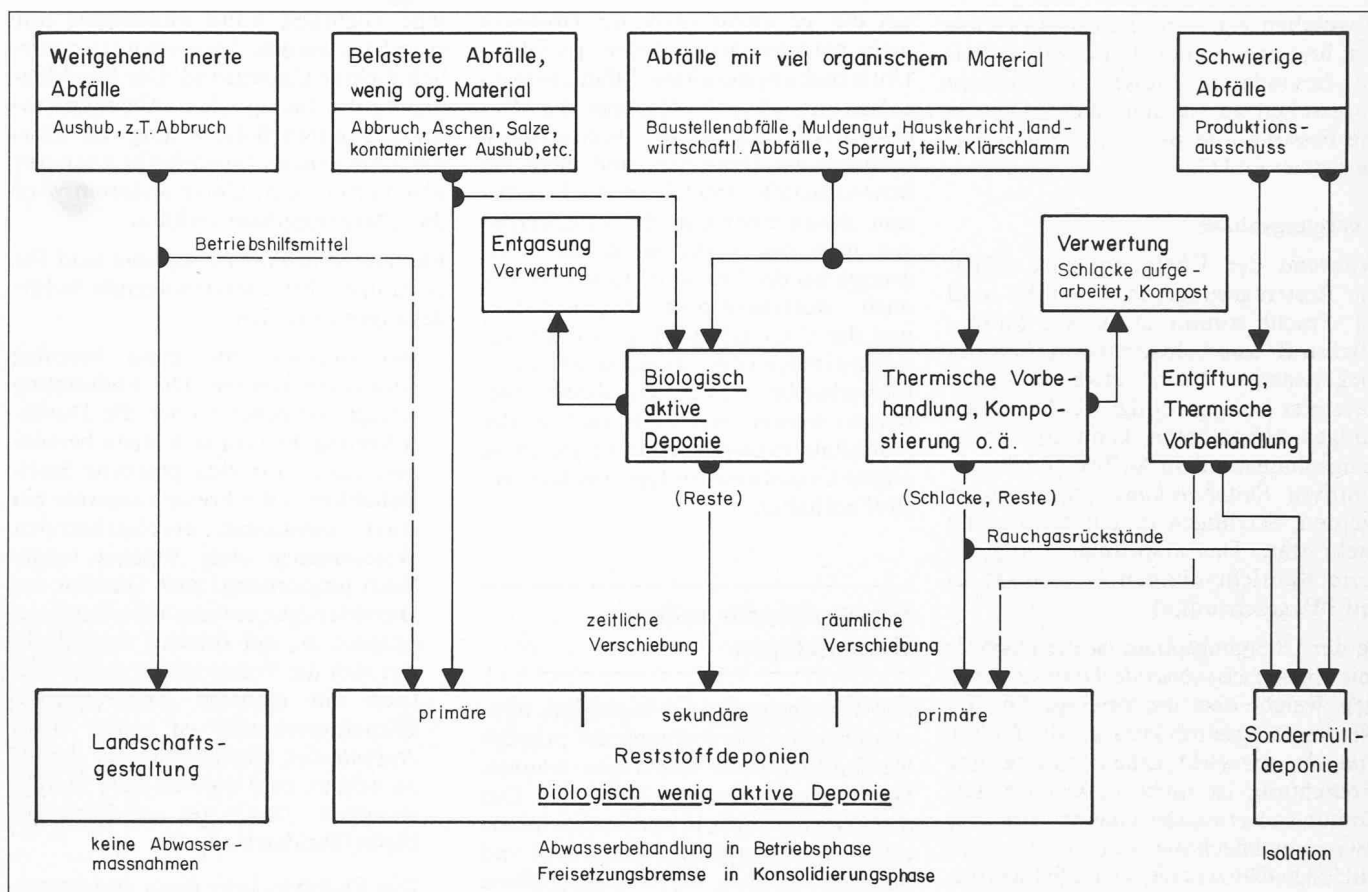 Weitgehend inerte
Abfälle
Aushub, z.T. Abbruch
Belastete Abfälle,
wenig org. Material
Abbruch, Aschen, Salze,
kontaminierter Aushub, etc.
Abfälle mit viel organischem Material
Baustellenabfälle, Muldengut, Hauskehricht, land-
wirtschaftl. Abbfälle, Sperrgut, teilw. Klärschlamm
Schwierige
Abfälle
Produktions-
ausschuss
Betriebshilfsmittel
Entgasung
Verwertung
Verwertung
Schlacke aufge-
arbeitet, Kompost
Biologisch
aktive
Deponie
Thermische Vorbe-
handlung, Kompo-
stierung o.ä.
Entgiftung,
Thermische
Vorbehandlung
(Reste)
(Schlacke, Reste)
Rauchgasrückstände
zeitliche
Verschiebung
räumliche
Verschiebung
Landschafts-
gestaltung
primäre
sekundäre
primäre
Reststoffdeponien
biologisch wenig aktive Deponie
Sondermüll-
deponie
keine Abwasser-
massnahmen
Abwasserbehandlung in Betriebsphase
Freisetzungsbremse in Konsolidierungsphase
Isolation